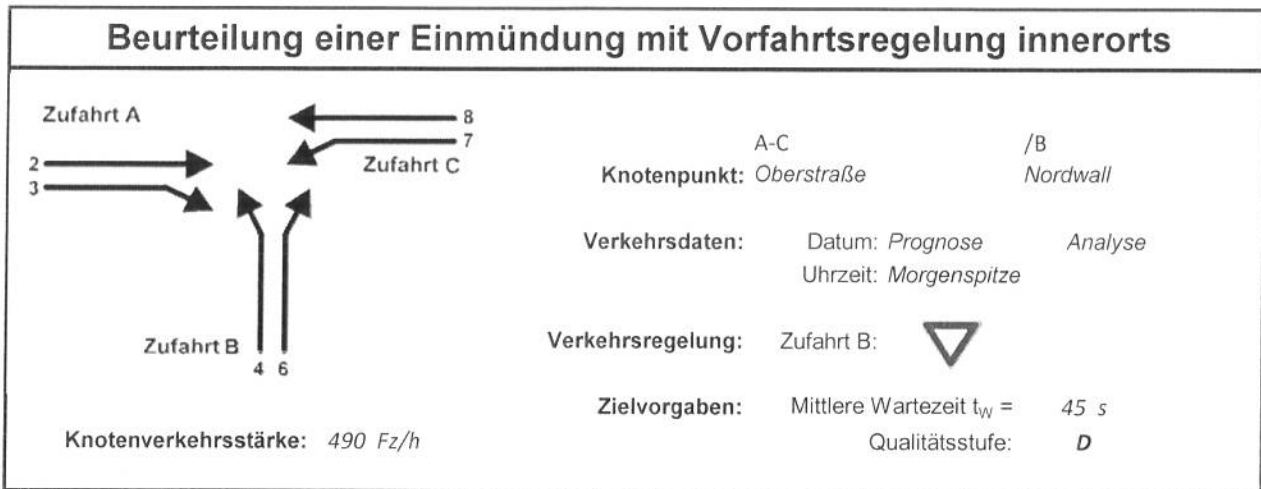 Beurteilung einer Einmündung mit Vorfahrtsregelung innerorts
Zufahrt A
8
7
2
3
Zufahrt C
Zufahrt B
4 6
Knotenverkehrsstärke: 490 Fz/h
A-C /B
Knotenpunkt: Oberstraße Nordwall
Verkehrsdaten: Datum: Prognose Analyse
Uhrzeit: Morgenspitze
Verkehrsregelung: Zufahrt B:
Zielvorgaben: Mittlere Wartezeit tW = 45 s
Qualitätsstufe: D